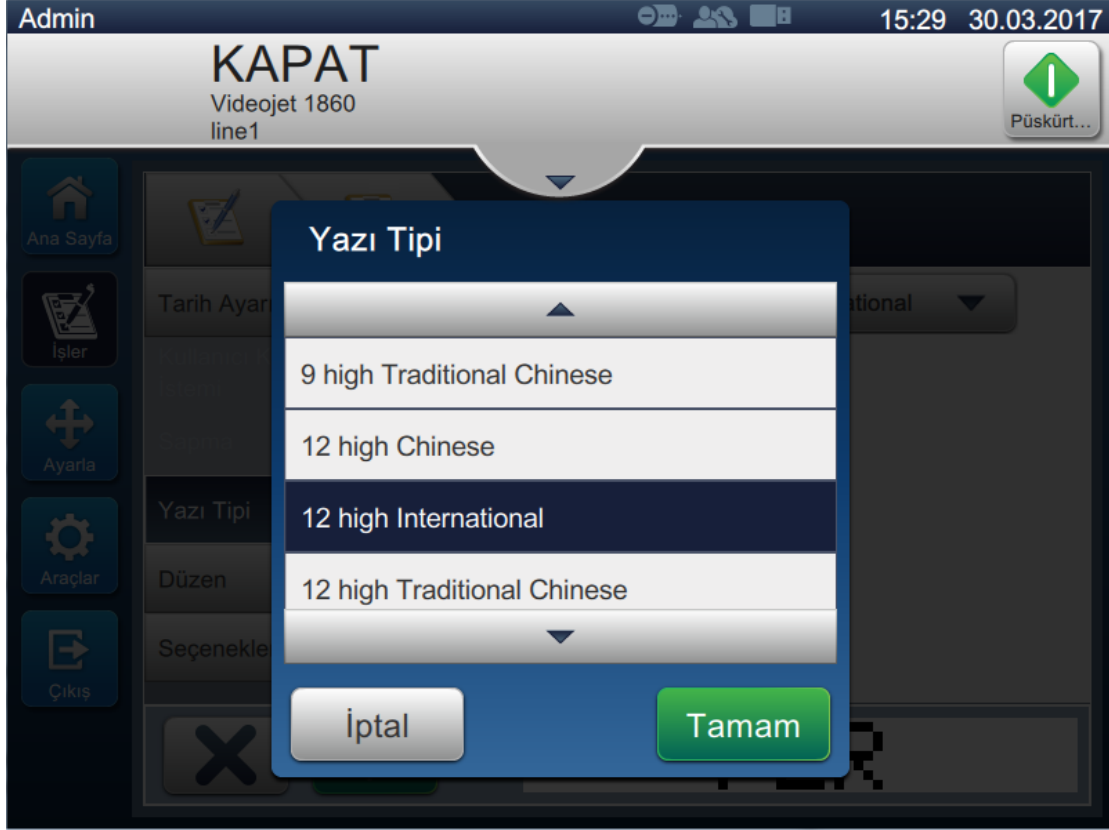 Admin
15:29 30.03.2017
KAPAT
Videojet 1860
line1
Püskürt...
Ana Sayfa
İşler
Ayarla
Araçlar
Çıkış
Tarih Ayarı
Yazı Tipi
Düzen
Seçenekle
Yazı Tipi
9 high Traditional Chinese
12 high Chinese
12 high International
12 high Traditional Chinese
İptal
Tamam